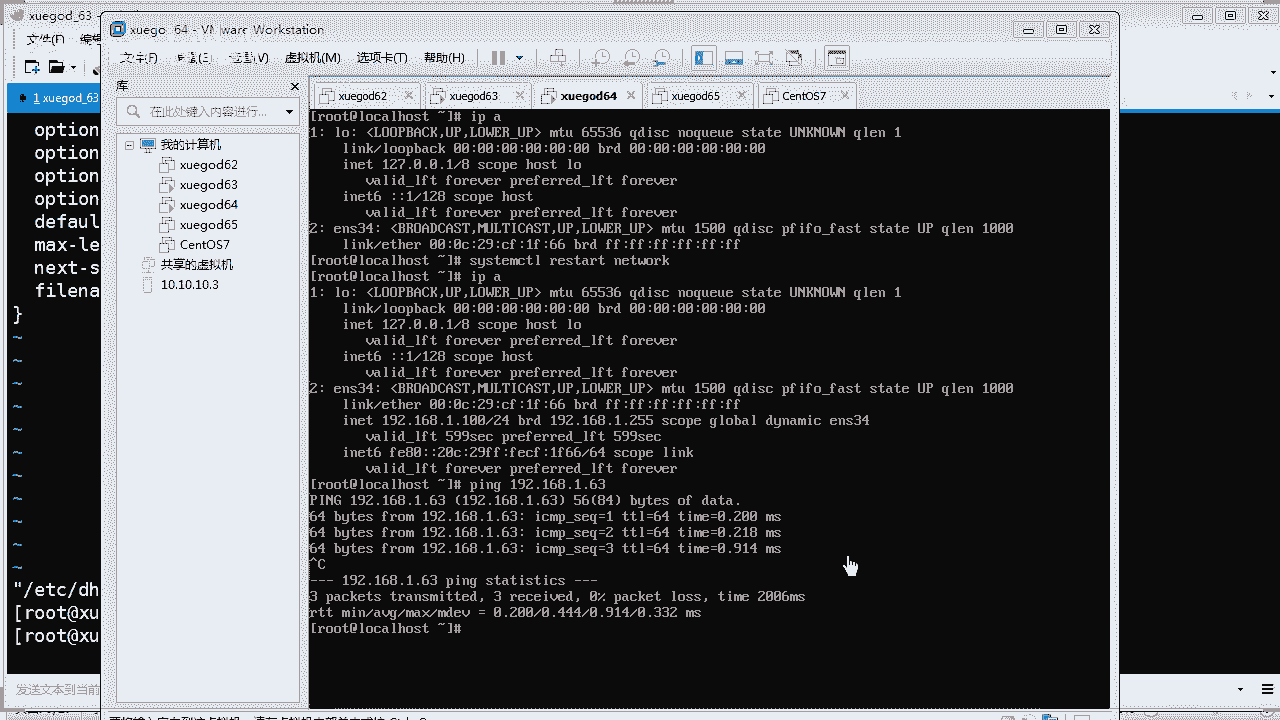 xuegod_63
xuego 64 - VMware Workstation
文件(F) 编辑
文件(F) 虚拟机(M) 选项卡(T) 帮助(H)
1 xuegod_63
库
在此处键入内容进行...
我的计算机
xuegod62
xuegod63
xuegod64
xuegod65
CentOS7
共享的虚拟机
10.10.10.3
xuegod62
xuegod63
xuegod64
xuegod65
CentOS7
option
option
option
option
defaul
max-le
next-s
filena
}
~
~
~
~
~
~
~
~
~
~
~
"/etc/dh
[root@xu
[root@xu
发送文本到当前
[root@localhost ~]# ip a
1: lo: <LOOPBACK,UP,LOWER_UP> mtu 65536 qdisc noqueue state UNKNOWN qlen 1
link/loopback 00:00:00:00:00:00 brd 00:00:00:00:00:00
inet 127.0.0.1/8 scope host lo
valid_lft forever preferred_lft forever
inet6 ::1/128 scope host
valid_lft forever preferred_lft forever
2: ens34: <BROADCAST,MULTICAST,UP,LOWER_UP> mtu 1500 qdisc pfifo_fast state UP qlen 1000
link/ether 00:0c:29:cf:1f:66 brd ff:ff:ff:ff:ff:ff
[root@localhost ~]# systemctl restart network
[root@localhost ~]# ip a
1: lo: <LOOPBACK,UP,LOWER_UP> mtu 65536 qdisc noqueue state UNKNOWN qlen 1
link/loopback 00:00:00:00:00:00 brd 00:00:00:00:00:00
inet 127.0.0.1/8 scope host lo
valid_lft forever preferred_lft forever
inet6 ::1/128 scope host
valid_lft forever preferred_lft forever
2: ens34: <BROADCAST,MULTICAST,UP,LOWER_UP> mtu 1500 qdisc pfifo_fast state UP qlen 1000
link/ether 00:0c:29:cf:1f:66 brd ff:ff:ff:ff:ff:ff
inet 192.168.1.100/24 brd 192.168.1.255 scope global dynamic ens34
valid_lft 599sec preferred_lft 599sec
inet6 fe80::20c:29ff:fecf:1f66/64 scope link
valid_lft forever preferred_lft forever
[root@localhost ~]# ping 192.168.1.63
PING 192.168.1.63 (192.168.1.63) 56(84) bytes of data.
64 bytes from 192.168.1.63: icmp_seq=1 ttl=64 time=0.200 ms
64 bytes from 192.168.1.63: icmp_seq=2 ttl=64 time=0.218 ms
64 bytes from 192.168.1.63: icmp_seq=3 ttl=64 time=0.914 ms
^C
--- 192.168.1.63 ping statistics ---
3 packets transmitted, 3 received, 0% packet loss, time 2006ms
rtt min/avg/max/mdev = 0.200/0.444/0.914/0.332 ms
[root@localhost ~]#